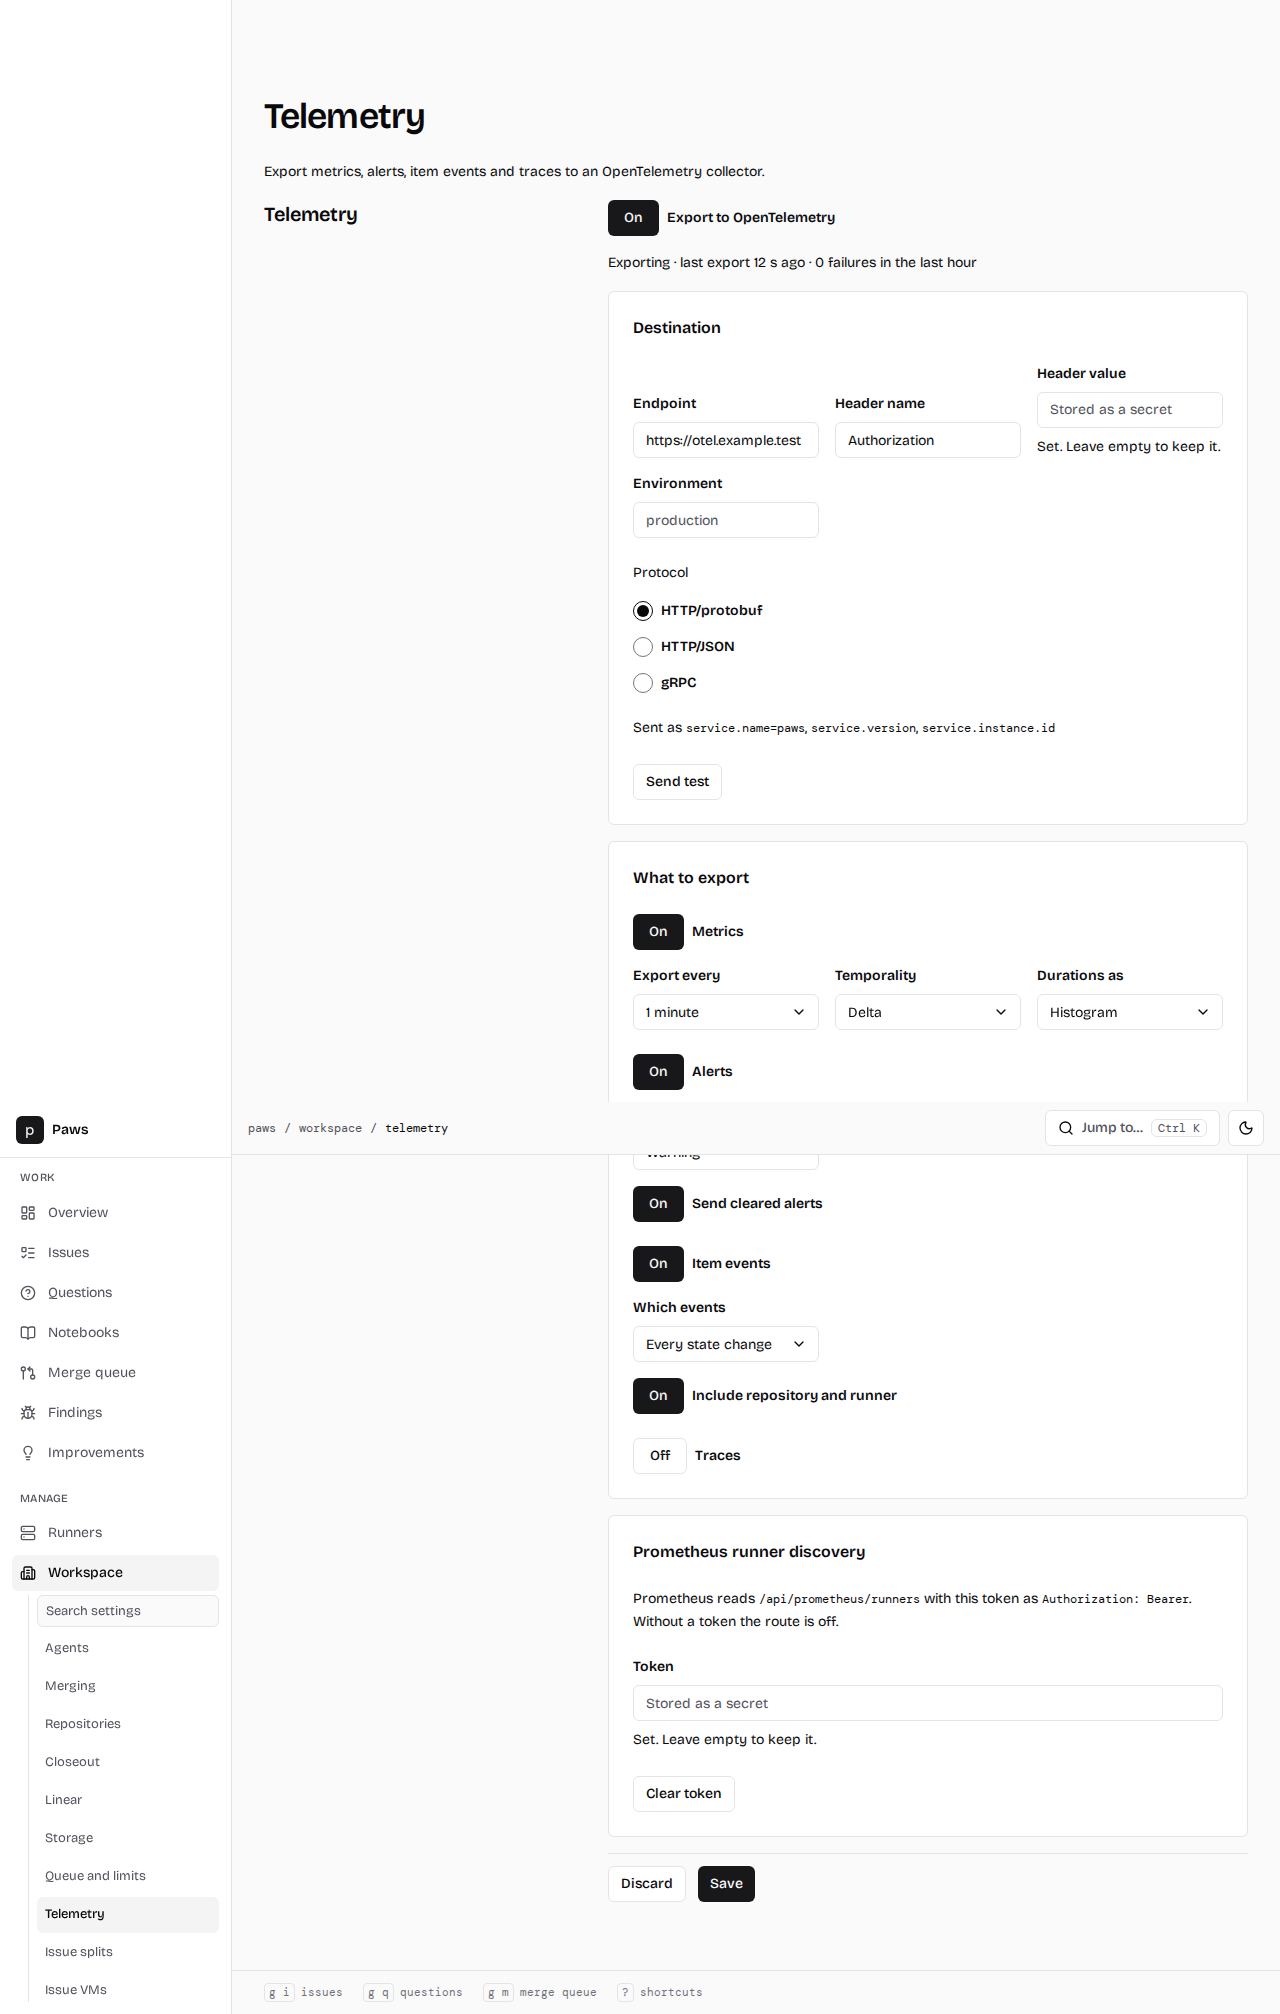 Telemetry
Export metrics, alerts, item events and traces to an OpenTelemetry collector.
Telemetry
On Export to OpenTelemetry
Exporting · last export 12 s ago · 0 failures in the last hour
Destination
Endpoint
https://otel.example.test
Header name
Authorization
Header value
Stored as a secret
Set. Leave empty to keep it.
Environment
production
Protocol
HTTP/protobuf
HTTP/JSON
gRPC
Sent as service.name=paws, service.version, service.instance.id
Send test
What to export
On Metrics
Export every
1 minute
Temporality
Delta
Durations as
Histogram
On Alerts
p Paws
paws / workspace / telemetry
Jump to... Ctrl K
Warning
On Send cleared alerts
On Item events
Which events
Every state change
On Include repository and runner
Off Traces
Prometheus runner discovery
Prometheus reads /api/prometheus/runners with this token as Authorization: Bearer.
Without a token the route is off.
Token
Stored as a secret
Set. Leave empty to keep it.
Clear token
Discard Save
WORK
Overview
Issues
Questions
Notebooks
Merge queue
Findings
Improvements
MANAGE
Runners
Workspace
Search settings
Agents
Merging
Repositories
Closeout
Linear
Storage
Queue and limits
Telemetry
Issue splits
Issue VMs
g i issues g q questions g m merge queue ? shortcuts